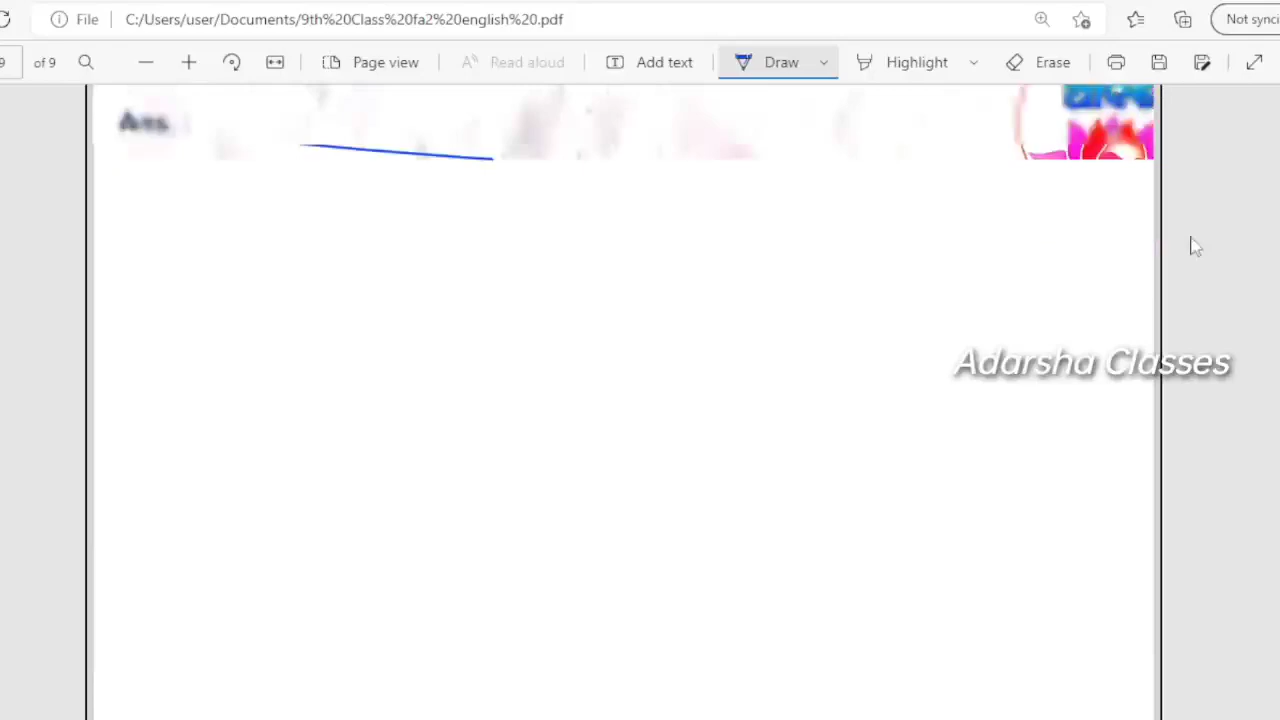 File C:/Users/user/Documents/9th%20Class%20fa2%20english%20.pdf Not synci
9 of 9 Page view Read aloud Add text Draw Highlight Erase
Ans
Adarsha Classes